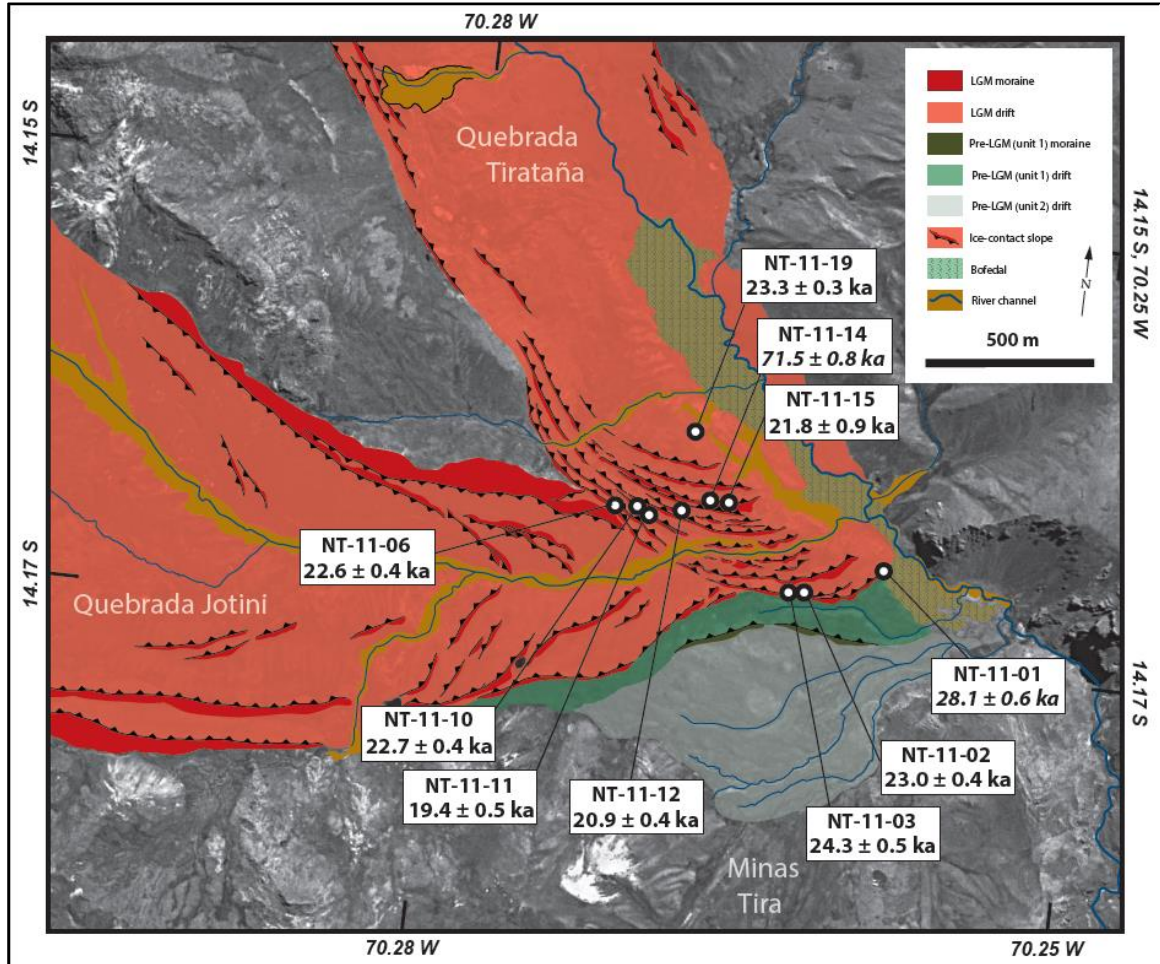 70.28 W
14.15 S
LGM moraine
LGM drift
Pre-LGM (unit 1) moraine
Pre-LGM (unit 1) drift
Pre-LGM (unit 2) drift
Ice-contact slope
Bofedal
River channel
N
500 m
Quebrada
Tirataña
14.15 S, 70.25 W
NT-11-19
23.3 ± 0.3 ka
NT-11-14
71.5 ± 0.8 ka
NT-11-15
21.8 ± 0.9 ka
NT-11-06
22.6 ± 0.4 ka
14.17 S
Quebrada Jotini
NT-11-01
28.1 ± 0.6 ka
14.17 S
NT-11-10
22.7 ± 0.4 ka
NT-11-11
19.4 ± 0.5 ka
NT-11-12
20.9 ± 0.4 ka
NT-11-02
23.0 ± 0.4 ka
NT-11-03
24.3 ± 0.5 ka
Minas
Tira
70.28 W
70.25 W